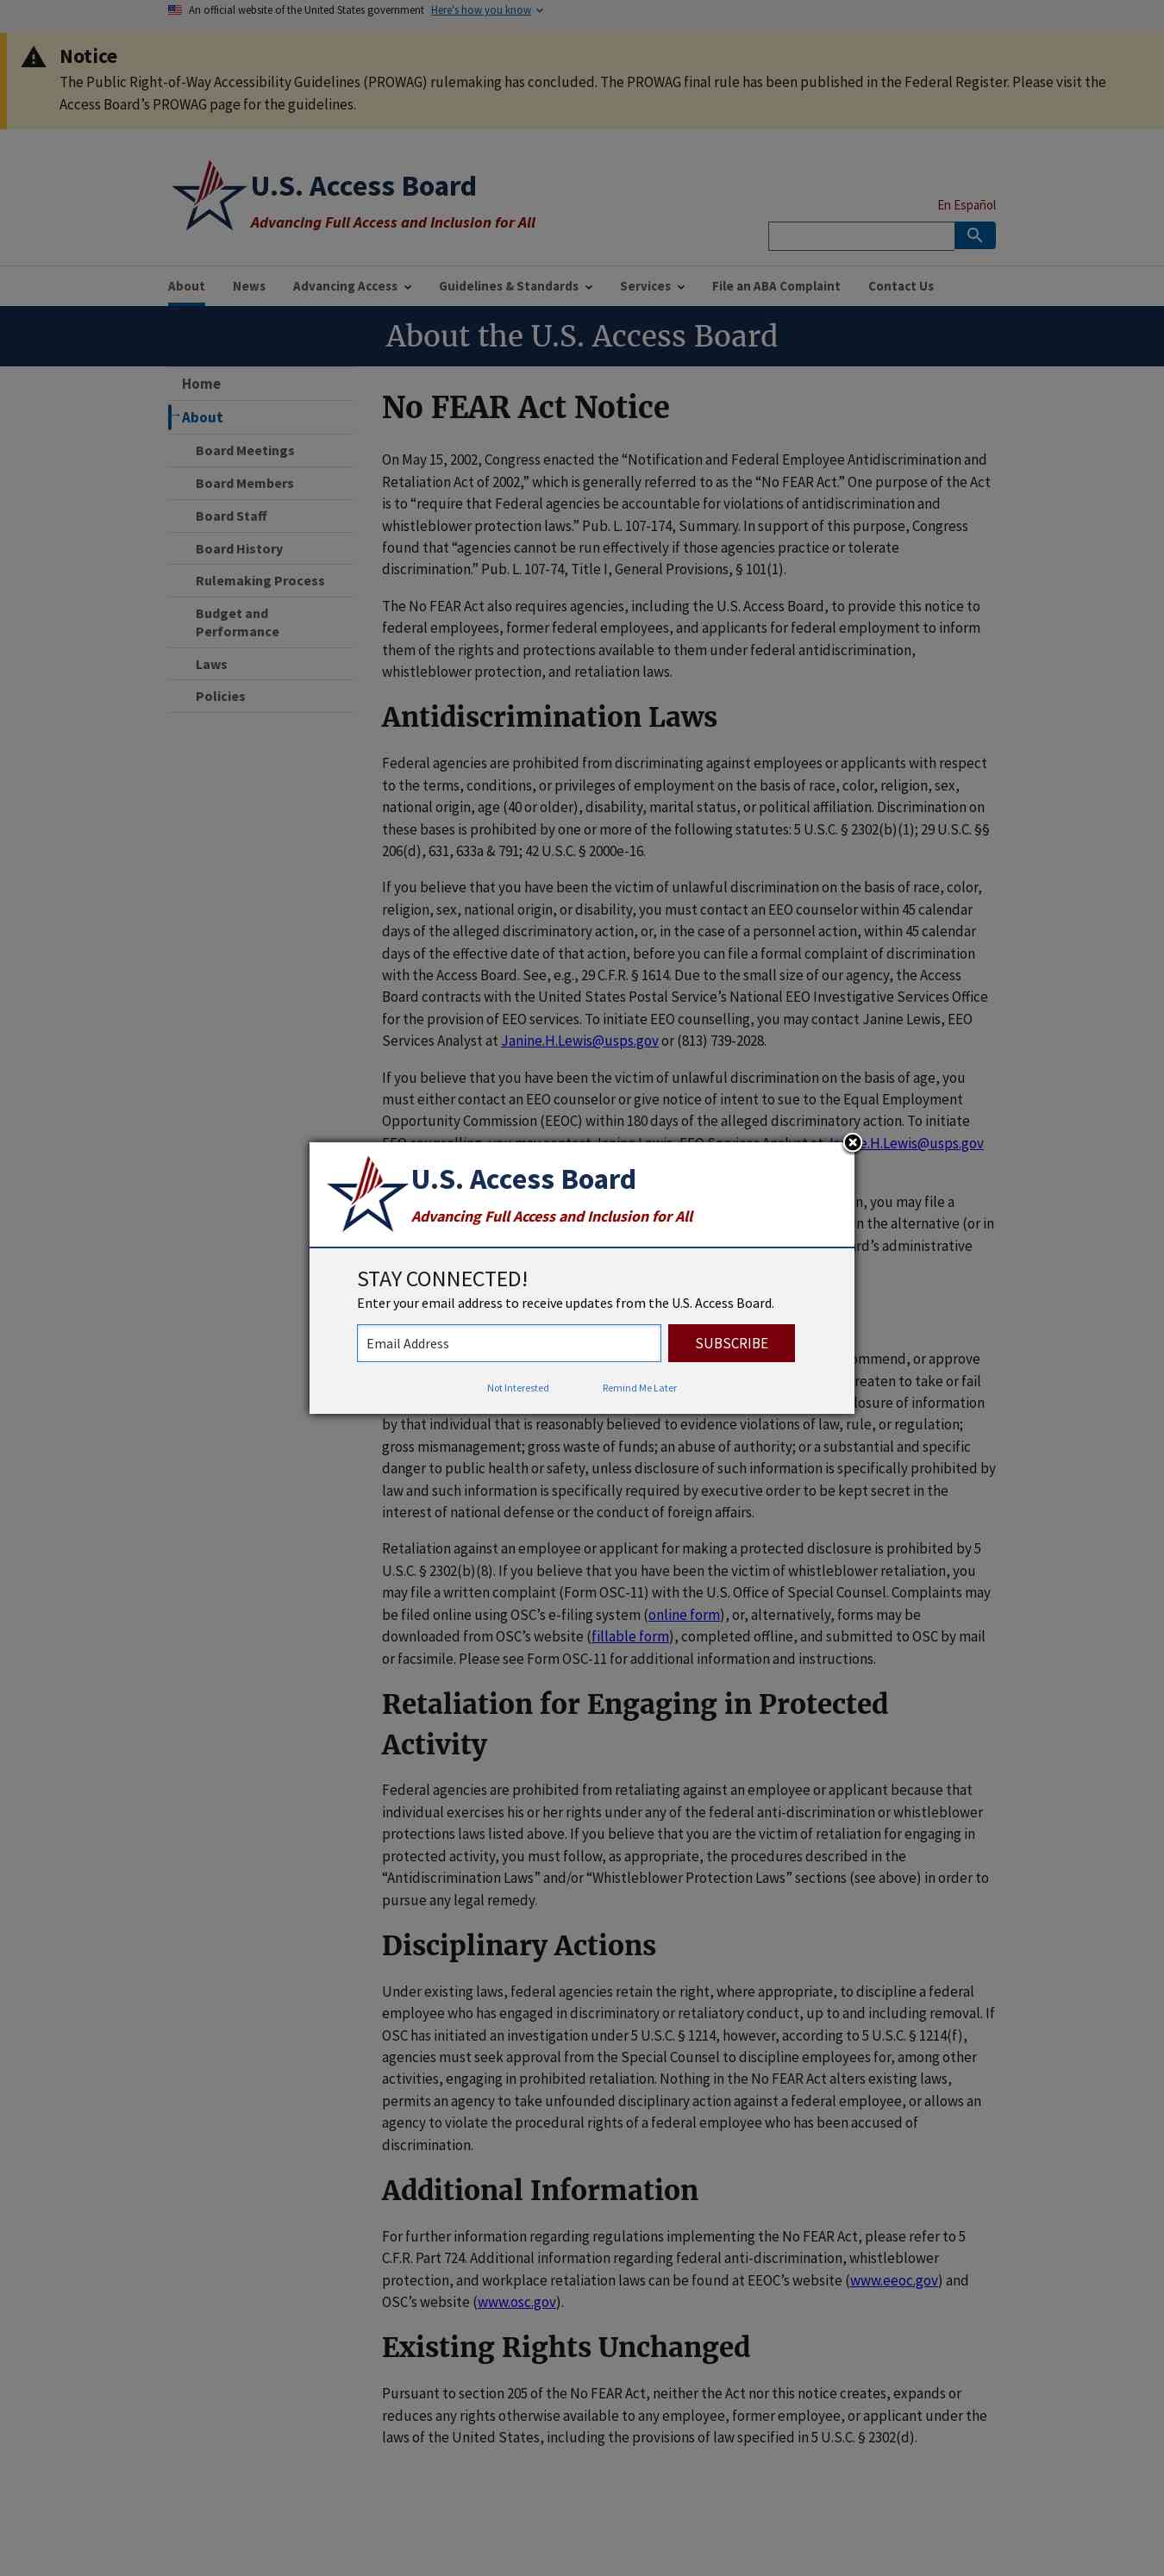 An official website of the United States government Here's how you know
Notice
The Public Right-of-Way Accessibility Guidelines (PROWAG) rulemaking has concluded. The PROWAG final rule has been published in the Federal Register. Please visit the
Access Board’s PROWAG page for the guidelines.
U.S. Access Board
Advancing Full Access and Inclusion for All
En Español
About News Advancing Access Guidelines & Standards Services File an ABA Complaint Contact Us
About the U.S. Access Board
Home
About
Board Meetings
Board Members
Board Staff
Board History
Rulemaking Process
Budget and
Performance
Laws
Policies
No FEAR Act Notice
On May 15, 2002, Congress enacted the “Notification and Federal Employee Antidiscrimination and
Retaliation Act of 2002,” which is generally referred to as the “No FEAR Act.” One purpose of the Act
is to “require that Federal agencies be accountable for violations of antidiscrimination and
whistleblower protection laws.” Pub. L. 107-174, Summary. In support of this purpose, Congress
found that “agencies cannot be run effectively if those agencies practice or tolerate
discrimination.” Pub. L. 107-74, Title I, General Provisions, § 101(1).
The No FEAR Act also requires agencies, including the U.S. Access Board, to provide this notice to
federal employees, former federal employees, and applicants for federal employment to inform
them of the rights and protections available to them under federal antidiscrimination,
whistleblower protection, and retaliation laws.
Antidiscrimination Laws
Federal agencies are prohibited from discriminating against employees or applicants with respect
to the terms, conditions, or privileges of employment on the basis of race, color, religion, sex,
national origin, age (40 or older), disability, marital status, or political affiliation. Discrimination on
these bases is prohibited by one or more of the following statutes: 5 U.S.C. § 2302(b)(1); 29 U.S.C. §§
206(d), 631, 633a & 791; 42 U.S.C. § 2000e-16.
If you believe that you have been the victim of unlawful discrimination on the basis of race, color,
religion, sex, national origin, or disability, you must contact an EEO counselor within 45 calendar
days of the alleged discriminatory action, or, in the case of a personnel action, within 45 calendar
days of the effective date of that action, before you can file a formal complaint of discrimination
with the Access Board. See, e.g., 29 C.F.R. § 1614. Due to the small size of our agency, the Access
Board contracts with the United States Postal Service’s National EEO Investigative Services Office
for the provision of EEO services. To initiate EEO counselling, you may contact Janine Lewis, EEO
Services Analyst at Janine.H.Lewis@usps.gov or (813) 739-2028.
If you believe that you have been the victim of unlawful discrimination on the basis of age, you
must either contact an EEO counselor or give notice of intent to sue to the Equal Employment
Opportunity Commission (EEOC) within 180 days of the alleged discriminatory action. To initiate
e.H.Lewis@usps.gov
n, you may file a
n the alternative (or in
rd’s administrative
U.S. Access Board
Advancing Full Access and Inclusion for All
STAY CONNECTED!
Enter your email address to receive updates from the U.S. Access Board.
Email Address SUBSCRIBE
Not Interested Remind Me Later
ommend, or approve
reaten to take or fail
losure of information
by that individual that is reasonably believed to evidence violations of law, rule, or regulation;
gross mismanagement; gross waste of funds; an abuse of authority; or a substantial and specific
danger to public health or safety, unless disclosure of such information is specifically prohibited by
law and such information is specifically required by executive order to be kept secret in the
interest of national defense or the conduct of foreign affairs.
Retaliation against an employee or applicant for making a protected disclosure is prohibited by 5
U.S.C. § 2302(b)(8). If you believe that you have been the victim of whistleblower retaliation, you
may file a written complaint (Form OSC-11) with the U.S. Office of Special Counsel. Complaints may
be filed online using OSC’s e-filing system (online form), or, alternatively, forms may be
downloaded from OSC’s website (fillable form), completed offline, and submitted to OSC by mail
or facsimile. Please see Form OSC-11 for additional information and instructions.
Retaliation for Engaging in Protected
Activity
Federal agencies are prohibited from retaliating against an employee or applicant because that
individual exercises his or her rights under any of the federal anti-discrimination or whistleblower
protections laws listed above. If you believe that you are the victim of retaliation for engaging in
protected activity, you must follow, as appropriate, the procedures described in the
“Antidiscrimination Laws” and/or “Whistleblower Protection Laws” sections (see above) in order to
pursue any legal remedy.
Disciplinary Actions
Under existing laws, federal agencies retain the right, where appropriate, to discipline a federal
employee who has engaged in discriminatory or retaliatory conduct, up to and including removal. If
OSC has initiated an investigation under 5 U.S.C. § 1214, however, according to 5 U.S.C. § 1214(f),
agencies must seek approval from the Special Counsel to discipline employees for, among other
activities, engaging in prohibited retaliation. Nothing in the No FEAR Act alters existing laws,
permits an agency to take unfounded disciplinary action against a federal employee, or allows an
agency to violate the procedural rights of a federal employee who has been accused of
discrimination.
Additional Information
For further information regarding regulations implementing the No FEAR Act, please refer to 5
C.F.R. Part 724. Additional information regarding federal anti-discrimination, whistleblower
protection, and workplace retaliation laws can be found at EEOC’s website (www.eeoc.gov) and
OSC’s website (www.osc.gov).
Existing Rights Unchanged
Pursuant to section 205 of the No FEAR Act, neither the Act nor this notice creates, expands or
reduces any rights otherwise available to any employee, former employee, or applicant under the
laws of the United States, including the provisions of law specified in 5 U.S.C. § 2302(d).